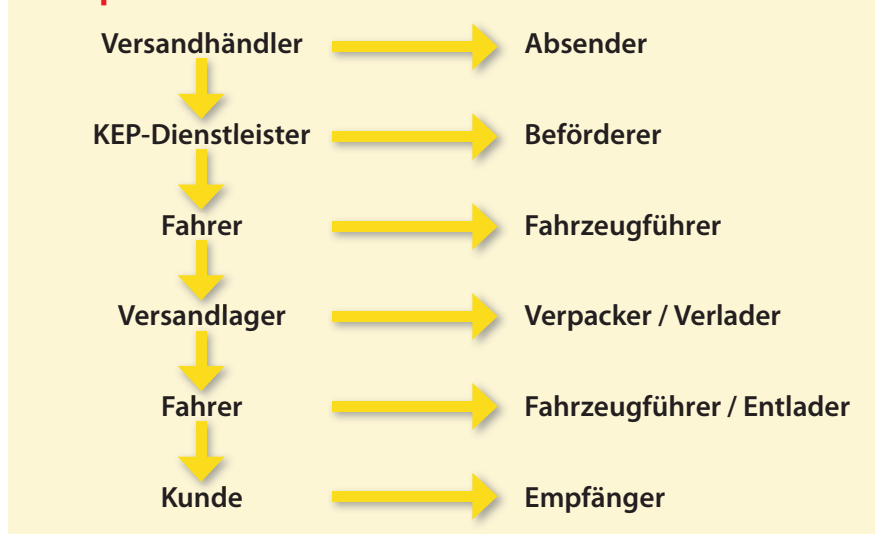 Versandhändler Absender
KEP-Dienstleister Beförderer
Fahrer Fahrzeugführer
Versandlager Verpacker / Verlader
Fahrer Fahrzeugführer / Entlader
Kunde Empfänger